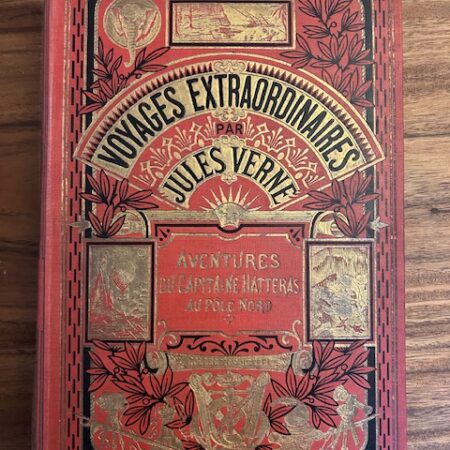 VOYAGES EXTRAORDINAIRES
PAR
JULES VERNE
AVENTURES
DU CAPITAINE HATTERAS
AU PÔLE NORD